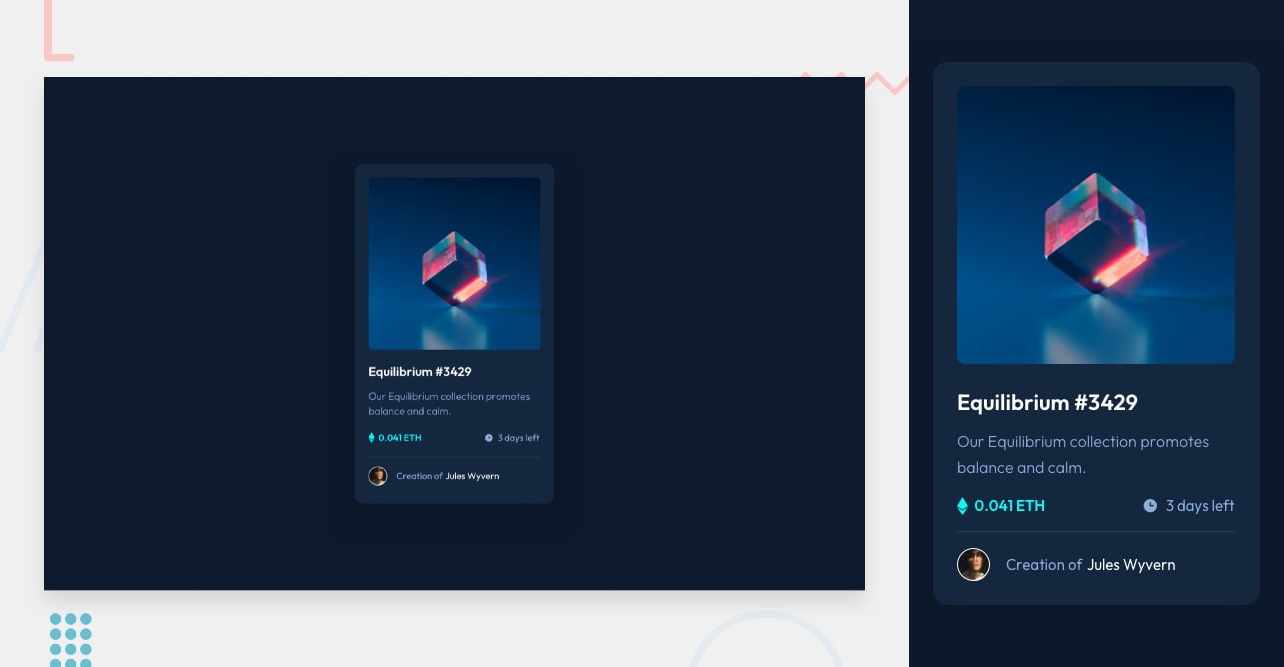 Equilibrium #3429
Our Equilibrium collection promotes
balance and calm.
0.041 ETH
3 days left
Creation of Jules Wyvern
Equilibrium #3429
Our Equilibrium collection promotes
balance and calm.
0.041 ETH
3 days left
Creation of Jules Wyvern